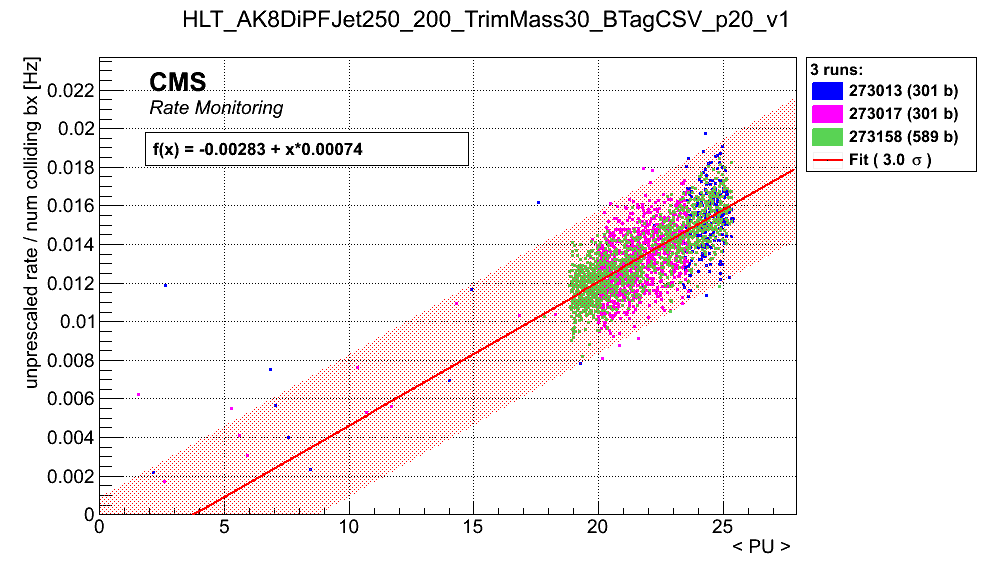 HLT_AK8DiPFJet250_200_TrimMass30_BTagCSV_p20_v1
unprescaled rate / num colliding bx [Hz]
0.022
0.02
0.018
0.016
0.014
0.012
0.01
0.008
0.006
0.004
0.002
0
CMS
Rate Monitoring
f(x) = -0.00283 + x*0.00074
3 runs:
273013 (301 b)
273017 (301 b)
273158 (589 b)
Fit ( 3.0 σ )
0 5 10 15 20 25
< PU >